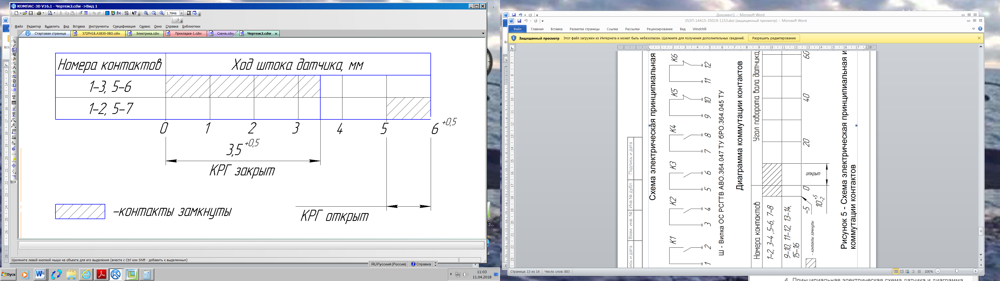 КОМПАС-3D V16.1 - Чертеж2.cdw ->Вид 1
1.7946
Файл Редактор Выделить Вид Вставка Инструменты Спецификация Сервис Окно Справка Библиотеки
Стартовая страница 372РН18.А3830-0ВО.cdw Электрика.cdw Прокладка-1.cdw Схема.cdw Чертеж2.cdw
Номера контактов Ход штока датчика, мм
1-3, 5-6
1-2, 5-7
0 1 2 3 4 5 6 +0,5
3,5 +0,5
КРГ закрыт
КРГ открыт
-контакты замкнуты
Щелкните левой кнопкой мыши на объекте для его выделения (вместе с Ctrl или Shift - добавить к выделенным)
RU Русский (Россия) Справка
Пуск
11:03
11.04.2018
Документ1 - Microsoft Word
353П-14А15-35019-1153.doc (защищенный просмотр) - Microsoft Word
Файл Главная Вставка Разметка страницы Ссылки Рассылки Рецензирование Вид Windchill
Защищенный просмотр Этот файл загружен из Интернета и может быть небезопасен. Щелкните для получения дополнительных сведений. Разрешить редактирование
Подпись и дата
Инв.№ дубл.
Взам. инв. №
Схема электрическая принципиальная
К1 К2 К3 К4 К5 К6
1 2 3 4 5 6 7 8 9 10 11 12
Ш - Вилка ОС РСГТВ АВО.364.047 ТУ бРО.364.045 ТУ
Диаграмма коммутации контактов
Номера контактов Угол поворота вала датчика,
1-2, 3-4 ,5-6, 7-8
9-10, 11-12, 13-14,
15-16
-5 0 20 40 60
открыт
10 +5 -2
- контакты замкнуты
Рисунок 5 - Схема электрическая принципиальная и
коммутации контактов
Страница: 13 из 14 Число слов: 883
100%
4. Принципиальная электрическая схема датчика и диаграмма